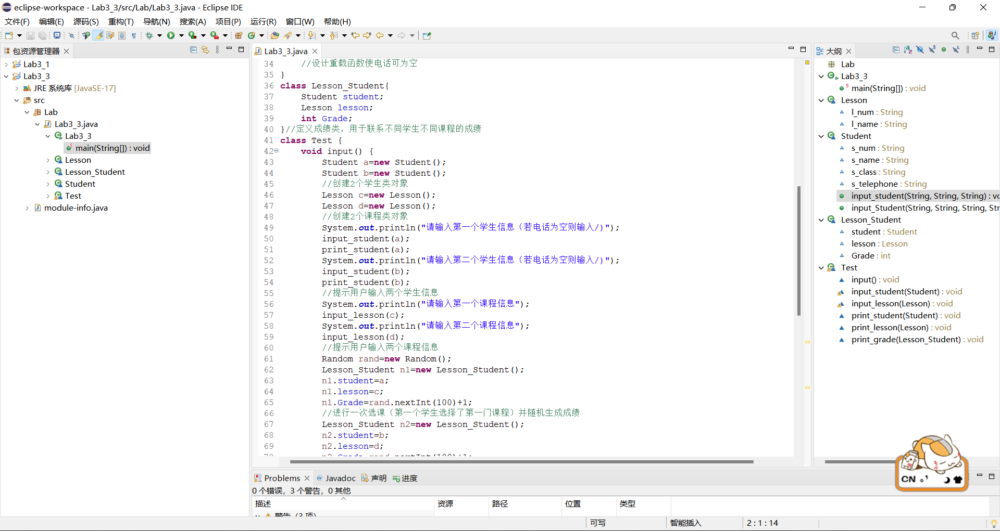 eclipse-workspace - Lab3_3/src/Lab/Lab3_3.java - Eclipse IDE
文件(F) 编辑(E) 源码(S) 重构(T) 导航(N) 搜索(A) 项目(P) 运行(R) 窗口(W) 帮助(H)
包资源管理器
Lab3_1
Lab3_3
JRE 系统库 [JavaSE-17]
src
Lab
Lab3_3.java
Lab3_3
main(String[]) : void
Lesson
Lesson_Student
Student
Test
module-info.java
Lab3_3.java
34 //设计重载函数使电话可为空
35 }
36 class Lesson_Student{
37 Student student;
38 Lesson lesson;
39 int Grade;
40 }//定义成绩类，用于联系不同学生不同课程的成绩
41 class Test {
42 void input() {
43 Student a=new Student();
44 Student b=new Student();
45 //创建2个学生类对象
46 Lesson c=new Lesson();
47 Lesson d=new Lesson();
48 //创建2个课程类对象
49 System.out.println("请输入第一个学生信息（若电话为空则输入/)");
50 input_student(a);
51 print_student(a);
52 System.out.println("请输入第二个学生信息（若电话为空则输入/)");
53 input_student(b);
54 print_student(b);
55 //提示用户输入两个学生信息
56 System.out.println("请输入第一个课程信息");
57 input_lesson(c);
58 System.out.println("请输入第二个课程信息");
59 input_lesson(d);
60 //提示用户输入两个课程信息
61 Random rand=new Random();
62 Lesson_Student n1=new Lesson_Student();
63 n1.student=a;
64 n1.lesson=c;
65 n1.Grade=rand.nextInt(100)+1;
66 //进行一次选课（第一个学生选择了第一门课程）并随机生成成绩
67 Lesson_Student n2=new Lesson_Student();
68 n2.student=b;
69 n2.lesson=d;
70 n2.Grade=rand.nextInt(100)+1;
大纲
Lab
Lab3_3
main(String[]) : void
Lesson
l_num : String
l_name : String
Student
s_num : String
s_name : String
s_class : String
s_telephone : String
input_student(String, String, String) : vo
input_Student(String, String, String, Str
Lesson_Student
student : Student
lesson : Lesson
Grade : int
Test
input() : void
input_student(Student) : void
input_lesson(Lesson) : void
print_student(Student) : void
print_lesson(Lesson) : void
print_grade(Lesson_Student) : void
CN
Problems Javadoc 声明 进度
0 个错误，3 个警告，0 其他
描述 资源 路径 位置 类型
警告 (3 项)
可写 智能插入 2 : 1 : 14